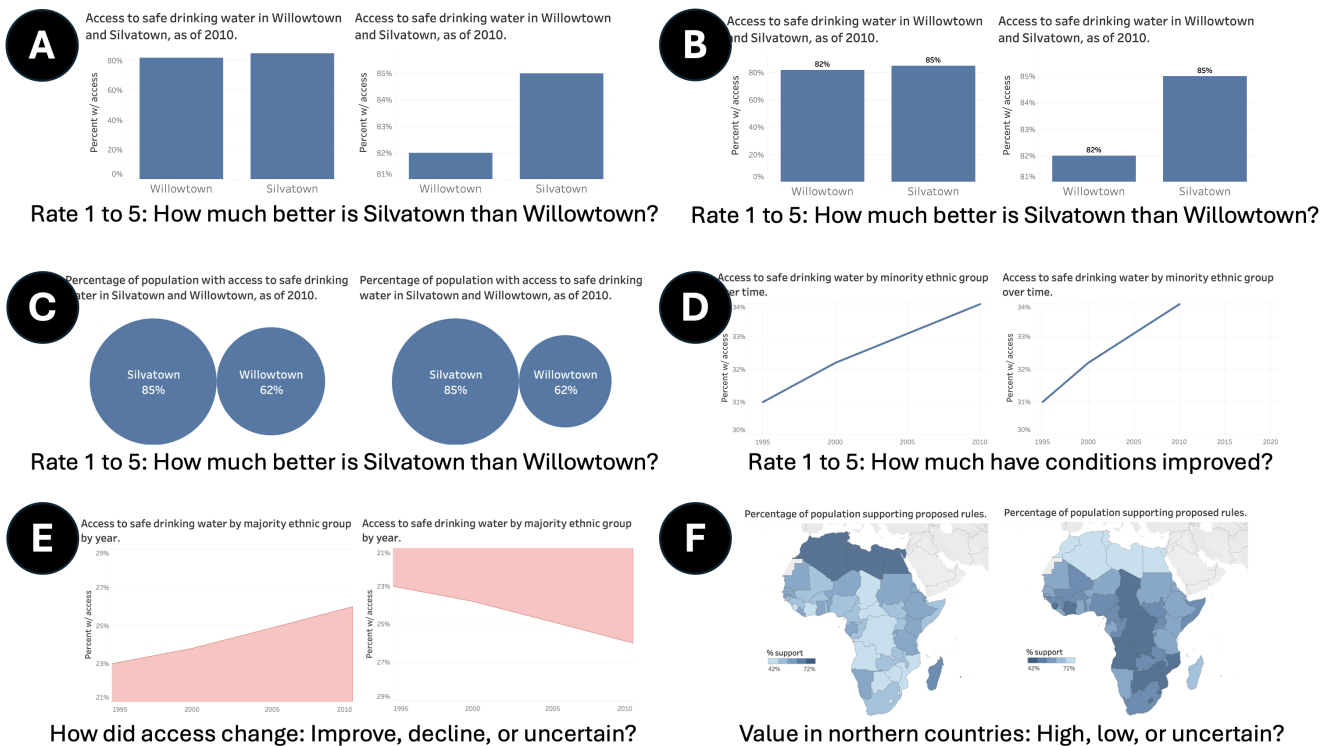 A
Access to safe drinking water in Willowtown
and Silvatown, as of 2010.
Percent w/ access
80%
60%
40%
20%
0%
Willowtown
Silvatown
Access to safe drinking water in Willowtown
and Silvatown, as of 2010.
Percent w/ access
85%
84%
83%
82%
81%
Willowtown
Silvatown
Rate 1 to 5: How much better is Silvatown than Willowtown?
B
Access to safe drinking water in Willowtown
and Silvatown, as of 2010.
Percent w/ access
80%
60%
40%
20%
0%
82%
85%
Willowtown
Silvatown
Access to safe drinking water in Willowtown
and Silvatown, as of 2010.
Percent w/ access
85%
84%
83%
82%
81%
82%
85%
Willowtown
Silvatown
Rate 1 to 5: How much better is Silvatown than Willowtown?
C
Percentage of population with access to safe drinking
water in Silvatown and Willowtown, as of 2010.
Silvatown
85%
Willowtown
62%
Percentage of population with access to safe drinking
water in Silvatown and Willowtown, as of 2010.
Silvatown
85%
Willowtown
62%
Rate 1 to 5: How much better is Silvatown than Willowtown?
D
Access to safe drinking water by minority ethnic group
over time.
Percent w/ access
34%
33%
32%
31%
30%
1995
2000
2005
2010
Access to safe drinking water by minority ethnic group
over time.
Percent w/ access
34%
33%
32%
31%
30%
1995
2000
2005
2010
2015
2020
Rate 1 to 5: How much have conditions improved?
E
Access to safe drinking water by majority ethnic group
by year.
Percent w/ access
29%
27%
25%
23%
21%
1995
2000
2005
2010
Access to safe drinking water by majority ethnic group
by year.
Percent w/ access
21%
23%
25%
27%
29%
1995
2000
2005
2010
How did access change: Improve, decline, or uncertain?
F
Percentage of population supporting proposed rules.
% support
42%
72%
Percentage of population supporting proposed rules.
% support
42%
72%
Value in northern countries: High, low, or uncertain?